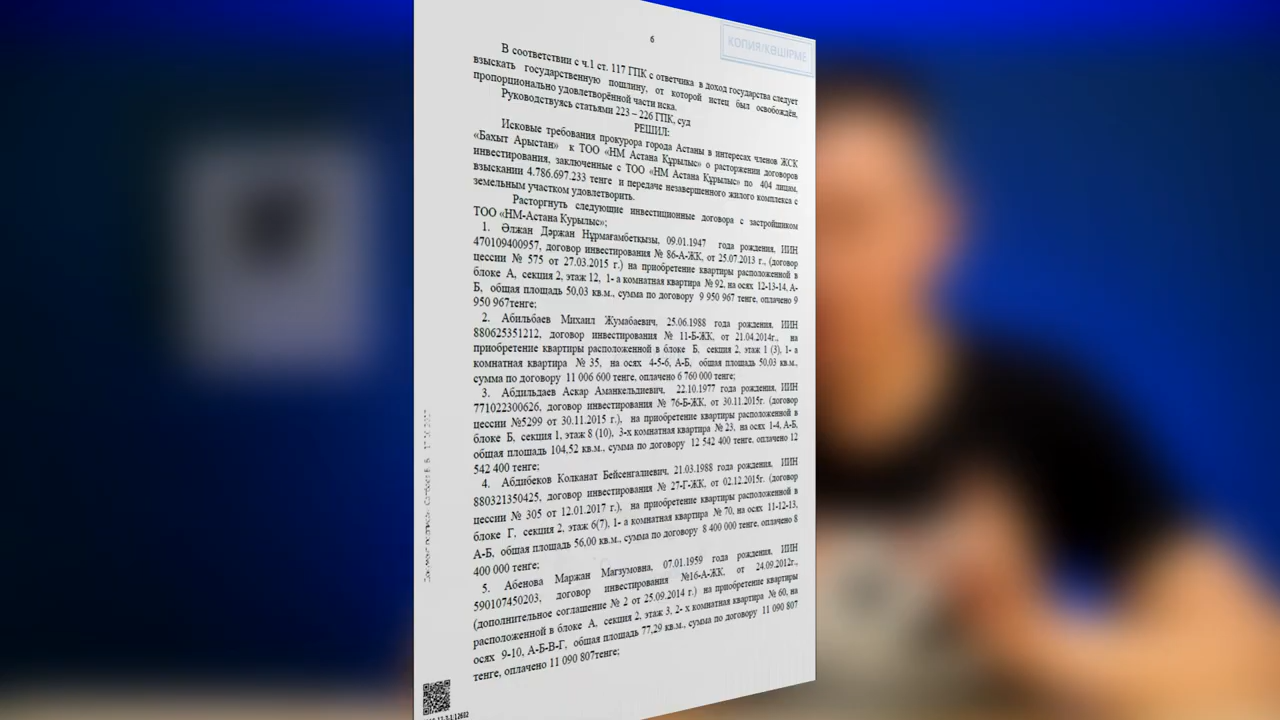 6
КОПИЯ/КӨШІРМЕ
В соответствии с ч.1 ст. 117 ГПК с ответчика в доход государства следует
взыскать государственную пошлину, от которой истец был освобождён,
пропорционально удовлетворённой части иска.
Руководствуясь статьями 223 – 226 ГПК, суд
РЕШИЛ:
Исковые требования прокурора города Астаны в интересах членов ЖСК
«Бахыт Арыстан» к ТОО «НМ Астана Құрылыс» о расторжении договоров
инвестирования, заключенные с ТОО «НМ Астана Құрылыс» по 404 лицам,
взыскании 4.786.697.233 тенге и передаче незавершенного жилого комплекса с
земельным участком удовлетворить.
Расторгнуть следующие инвестиционные договора с застройщиком
ТОО «НМ-Астана Курылыс»;
1. Әлжан Дәржан Нұрмағамбетқызы, 09.01.1947 года рождения, ИИН
470109400957, договор инвестирования № 86-А-ЖК, от 25.07.2013 г., (договор
цессии № 575 от 27.03.2015 г.) на приобретение квартиры расположенной в
блоке А, секция 2, этаж 12, 1- а комнатная квартира № 92, на осях 12-13-14, А-
Б, общая площадь 50,03 кв.м., сумма по договору 9 950 967 тенге, оплачено 9
950 967тенге;
2. Абильбаев Михаил Жумабаевич, 25.06.1988 года рождения, ИИН
880625351212, договор инвестирования № 11-Б-ЖК, от 21.04.2014г., на
приобретение квартиры расположенной в блоке Б, секция 2, этаж 1 (3), 1- а
комнатная квартира № 35, на осях 4-5-6, А-Б, общая площадь 50,03 кв.м.,
сумма по договору 11 006 600 тенге, оплачено 6 760 000 тенге;
3. Абдильдаев Аскар Аманкельдиевич, 22.10.1977 года рождения, ИИН
771022300626, договор инвестирования № 76-Б-ЖК, от 30.11.2015г. (договор
цессии №5299 от 30.11.2015 г.), на приобретение квартиры расположенной в
блоке Б, секция 1, этаж 8 (10), 3-х комнатная квартира № 23, на осях 1-4, А-Б,
общая площадь 104,52 кв.м., сумма по договору 12 542 400 тенге, оплачено 12
542 400 тенге;
4. Абдибеков Колканат Бейсенгалиевич, 21.03.1988 года рождения, ИИН
880321350425, договор инвестирования № 27-Г-ЖК, от 02.12.2015г. (договор
цессии № 305 от 12.01.2017 г.), на приобретение квартиры расположенной в
блоке Г, секция 2, этаж 6(7), 1- а комнатная квартира № 70, на осях 11-12-13,
А-Б, общая площадь 56,00 кв.м., сумма по договору 8 400 000 тенге, оплачено 8
400 000 тенге;
5. Абенова Маржан Магзумовна, 07.01.1959 года рождения, ИИН
590107450203, договор инвестирования №16-А-ЖК, от 24.09.2012г.,
(дополнительное соглашение № 2 от 25.09.2014 г.) на приобретение квартиры
расположенной в блоке А, секция 2, этаж 3, 2- х комнатная квартира № 60, на
осях 9-10, А-Б-В-Г, общая площадь 77,29 кв.м., сумма по договору 11 090 807
тенге, оплачено 11 090 807тенге;